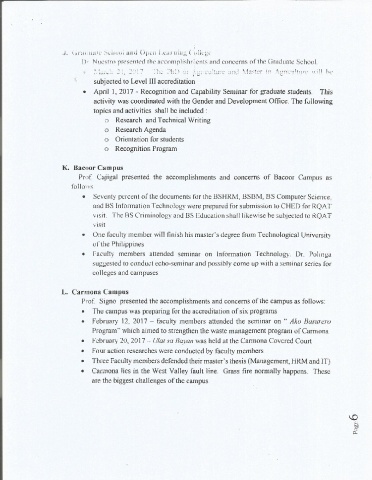 J. Graduate School and Open Learning College
Dr. Nuestro presented the accomplishments and concerns of the Graduate School.
March 21, 2017 - The PhD in Agriculture and Master in Agriculture will be
subjected to Level III accreditation
• April 1, 2017 - Recognition and Capability Seminar for graduate students. This
activity was coordinated with the Gender and Development Office. The following
topics and activities shall be included :
o Research and Technical Writing
o Research Agenda
o Orientation for students
o Recognition Program
K. Bacoor Campus
Prof. Cajigal presented the accomplishments and concerns of Bacoor Campus as
follows
• Seventy percent of the documents for the BSHRM, BSBM, BS Computer Science,
and BS Information Technology were prepared for submission to CHED for RQAT
visit. The BS Criminology and BS Education shall likewise be subjected to RQAT
visit
• One faculty member will finish his master's degree from Technological University
of the Philippines
• Faculty members attended seminar on Information Technology. Dr. Polinga
suggested to conduct echo-seminar and possibly come up with a seminar series for
colleges and campuses
L. Carmona Campus
Prof. Signo presented the accomplishments and concerns of the campus as follows:
• The campus was preparing for the accreditation of six programs
• February 12, 2017 – faculty members attended the seminar on " Ako Basurero
Program" which aimed to strengthen the waste management program of Carmona
• February 20, 2017 – Ulat sa Bayan was held at the Carmona Covered Court
• Four action researches were conducted by faculty members
• Three Faculty members defended their master's thesis (Management, HRM and IT)
• Carmona lies in the West Valley fault line. Grass fire normally happens. These
are the biggest challenges of the campus
Page 6